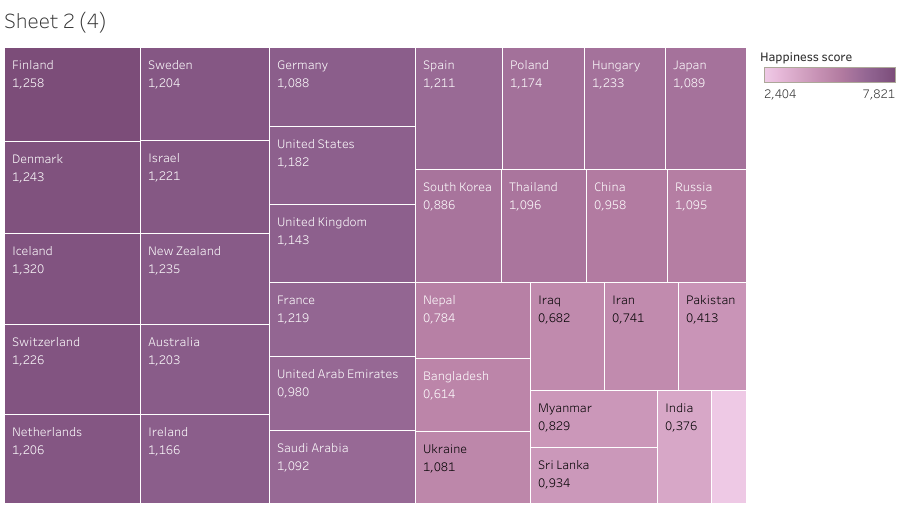 Sheet 2 (4)
Finland
1,258
Denmark
1,243
Iceland
1,320
Switzerland
1,226
Netherlands
1,206
Sweden
1,204
Israel
1,221
New Zealand
1,235
Australia
1,203
Ireland
1,166
Germany
1,088
United States
1,182
United Kingdom
1,143
France
1,219
United Arab Emirates
0,980
Saudi Arabia
1,092
Spain
1,211
Poland
1,174
Hungary
1,233
Japan
1,089
South Korea
0,886
Thailand
1,096
China
0,958
Russia
1,095
Nepal
0,784
Bangladesh
0,614
Ukraine
1,081
Iraq
0,682
Iran
0,741
Pakistan
0,413
Myanmar
0,829
Sri Lanka
0,934
India
0,376
Happiness score
2,404 7,821